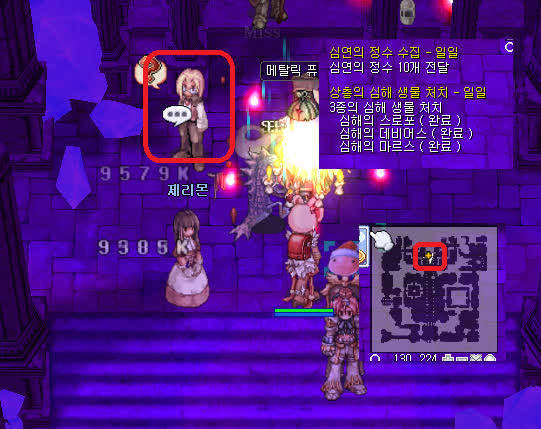 Miss
메탈릭 퓨
심연의 정수 수집 - 일일
심연의 정수 10개 전달
상층의 심해 생물 처치 - 일일
3종의 심해 생물 처치
심해의 스로포 ( 완료 )
심해의 데비어스 ( 완료 )
심해의 마르스 ( 완료 )
9579K
제리몬
9385K
130 224